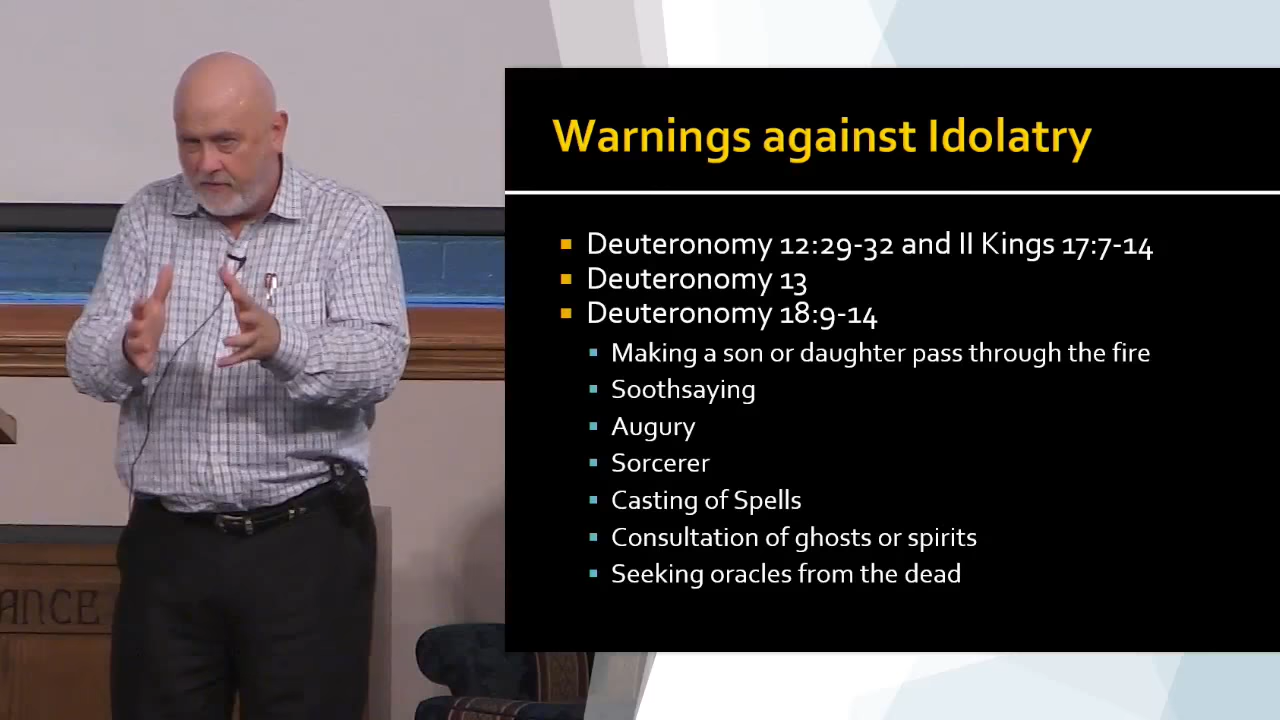 Warnings against Idolatry
Deuteronomy 12:29-32 and II Kings 17:7-14
Deuteronomy 13
Deuteronomy 18:9-14
Making a son or daughter pass through the fire
Soothsaying
Augury
Sorcerer
Casting of Spells
Consultation of ghosts or spirits
Seeking oracles from the dead
ANCE